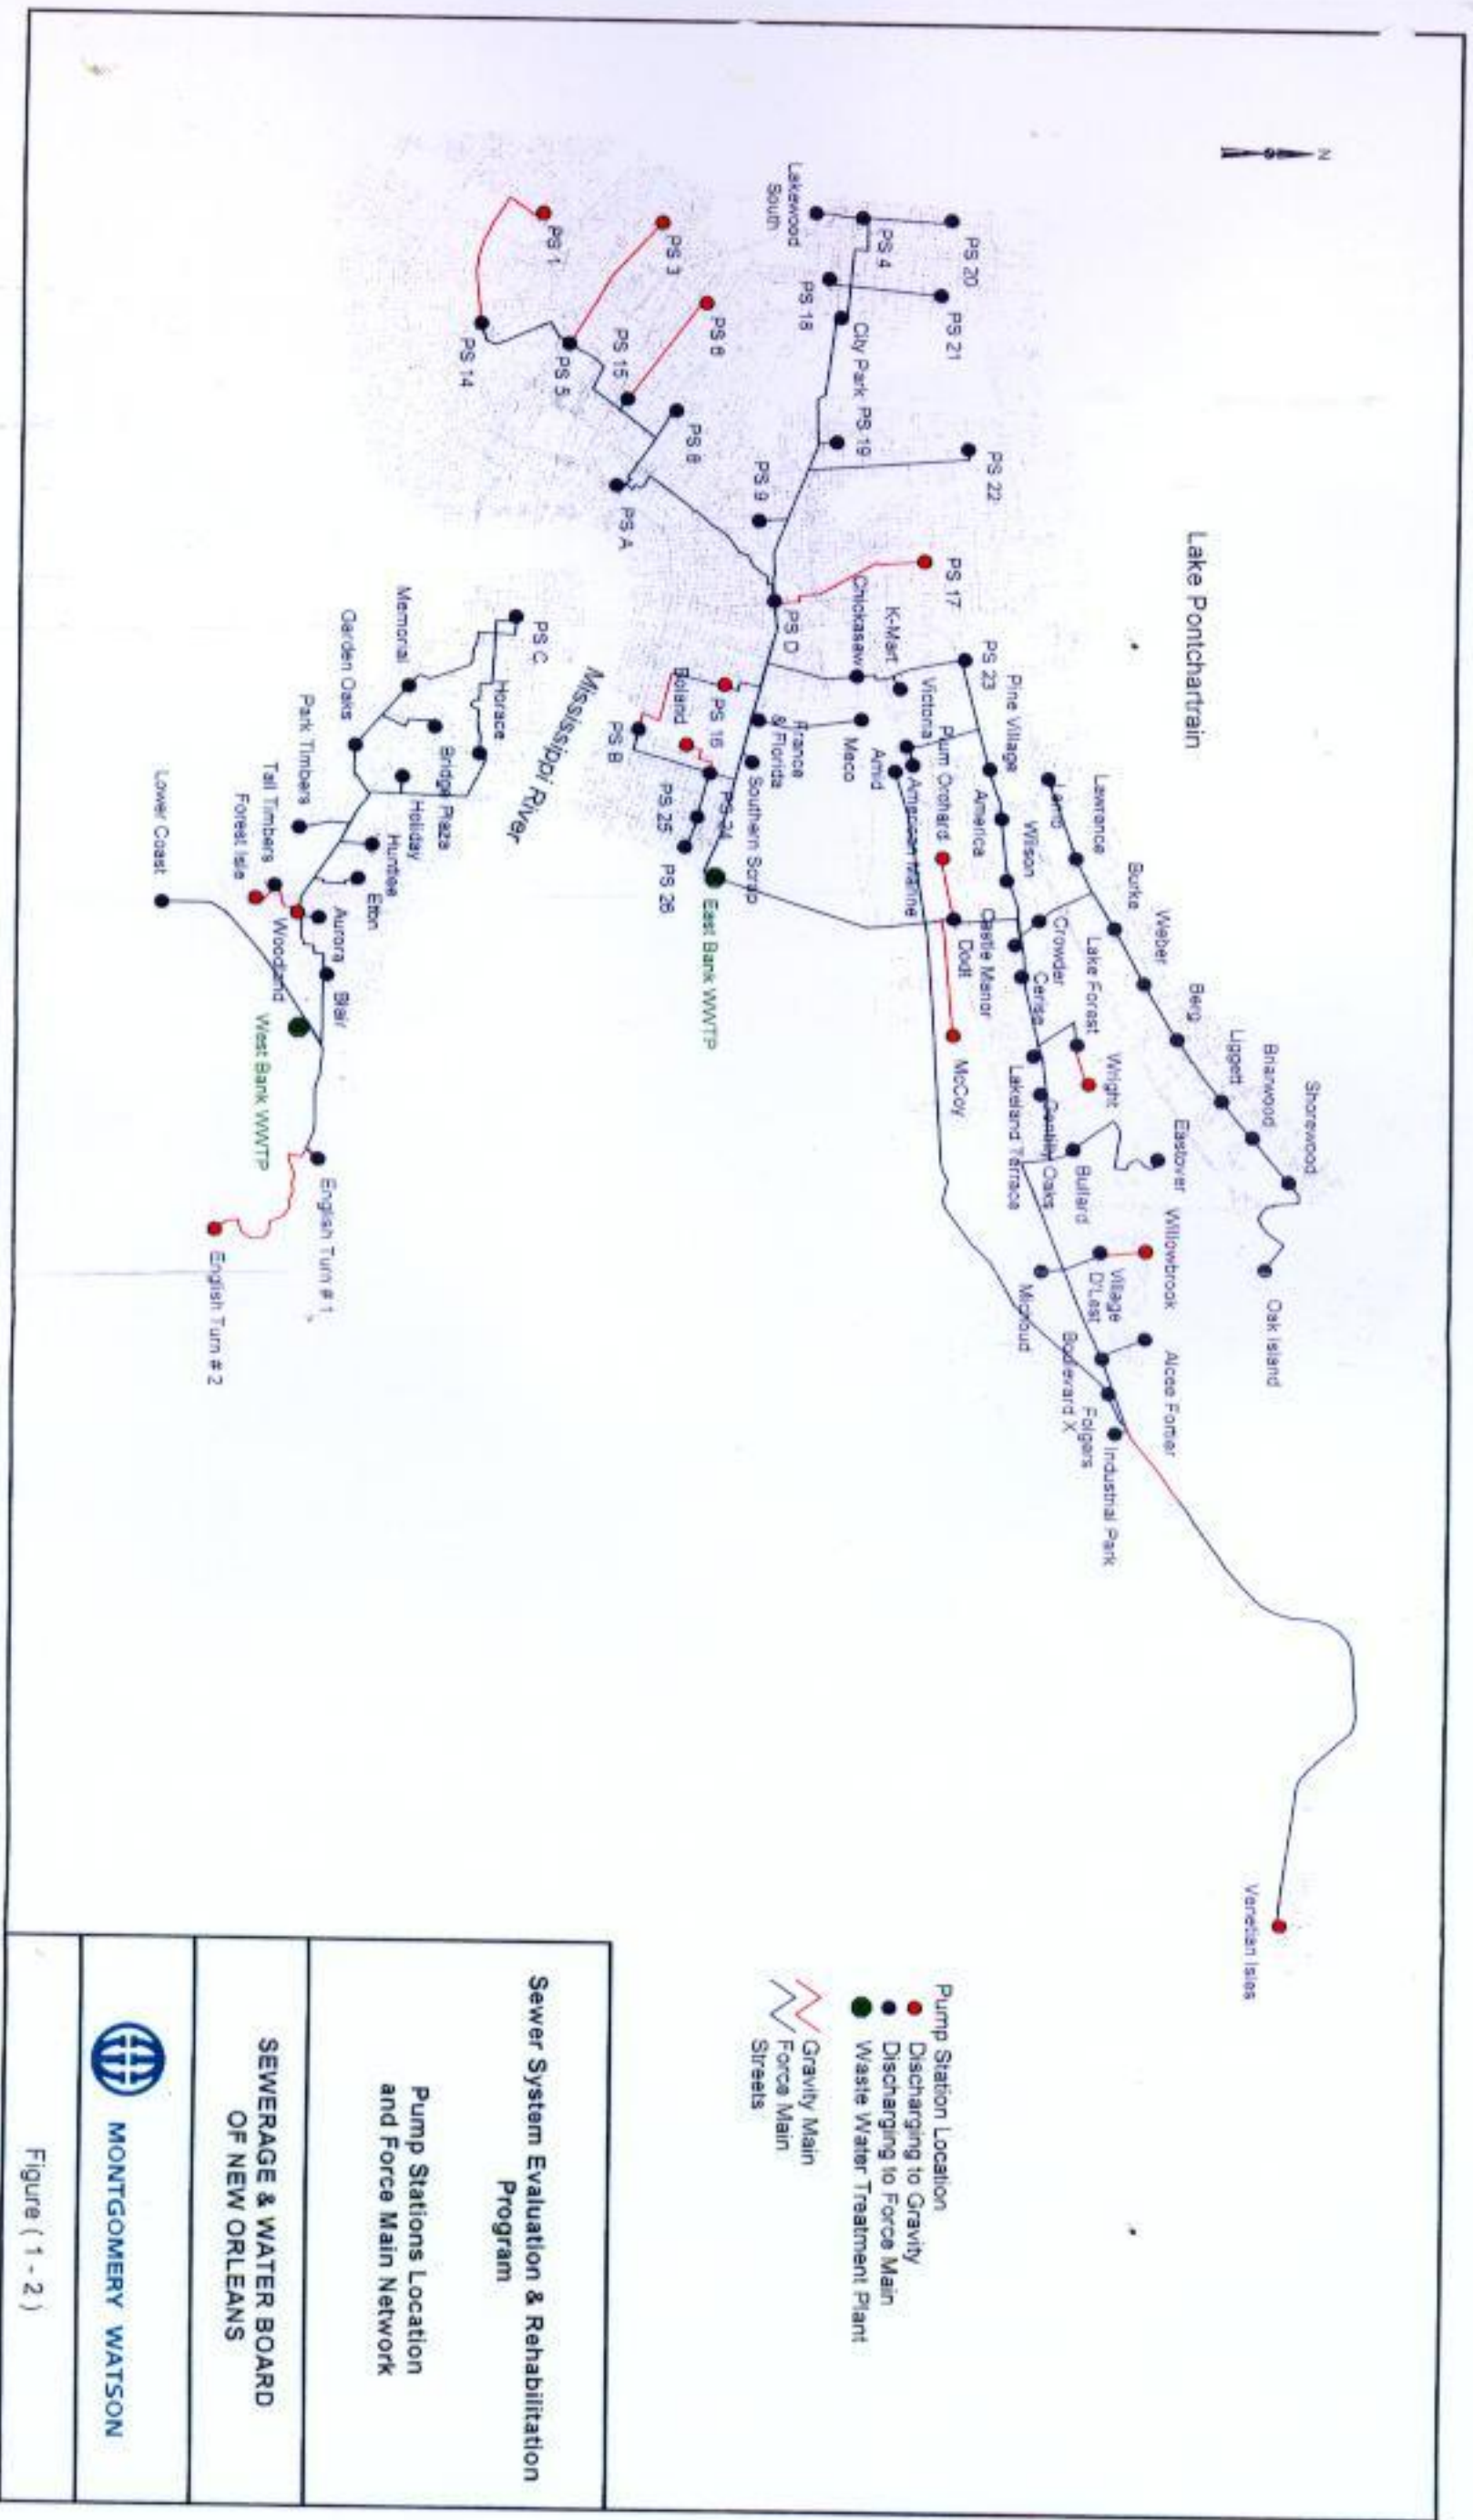 N
Lake Pontchartrain
Shorewood
Oak Island
Briarwood
Liggett
Berg
Weber
Burke
Lawrence
Lamb
Eastover
Willowbrook
Alcee Fortier
Wright
Lake Forest
Crowder
Cerise
Castle Manor
Bullard
Village
D'Lest
Gentilly Oaks
Lakeland Terrace
Michoud
Boulevard X
Folgers
Industrial Park
Venetian Isles
Pine Village
America
Wilson
PS 23
PS 20
PS 21
PS 22
PS 17
PS 4
Lakewood
South
PS 18
City Park
PS 19
PS 9
Chickasaw
K-Mart
Victoria
Plum Orchard
American Marine
Amid
Meco
Dodt
McCoy
PS D
France
& Florida
Southern Scrap
PS 16
Boland
PS B
PS 24
PS 25
PS 26
East Bank WWTP
PS 1
PS 3
PS 6
PS 14
PS 5
PS 15
PS 8
PS A
Mississippi River
PS C
Horace
Memorial
Bridge Plaza
Garden Oaks
Holiday
Park Timbers
Huntlee
Elton
Tall Timbers
Forest Isle
Aurora
Woodland
Blair
Lower Coast
West Bank WWTP
English Turn # 1
English Turn # 2
Pump Station Location
Discharging to Gravity
Discharging to Force Main
Waste Water Treatment Plant
Gravity Main
Force Main
Streets
Sewer System Evaluation & Rehabilitation
Program
Pump Stations Location
and Force Main Network
SEWERAGE & WATER BOARD
OF NEW ORLEANS
MONTGOMERY WATSON
Figure ( 1 - 2 )